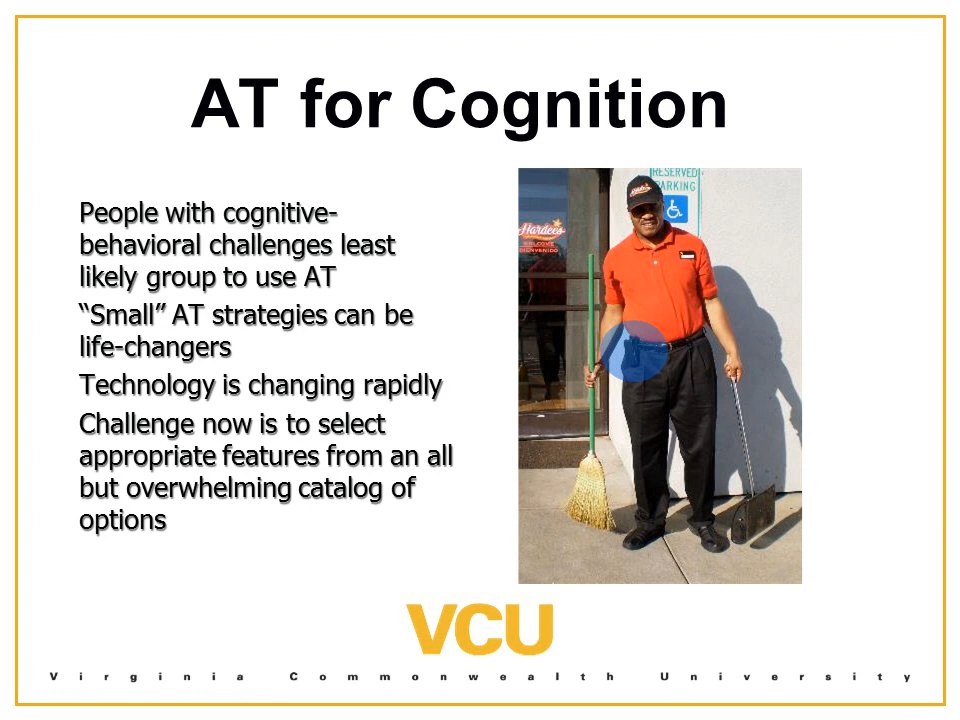 AT for Cognition
People with cognitive-
behavioral challenges least
likely group to use AT
“Small” AT strategies can be
life-changers
Technology is changing rapidly
Challenge now is to select
appropriate features from an all
but overwhelming catalog of
options
RESERVED
PARKING
Hardee's
WELCOME
BIENVENIDO
VCU
Virginia Commonwealth University